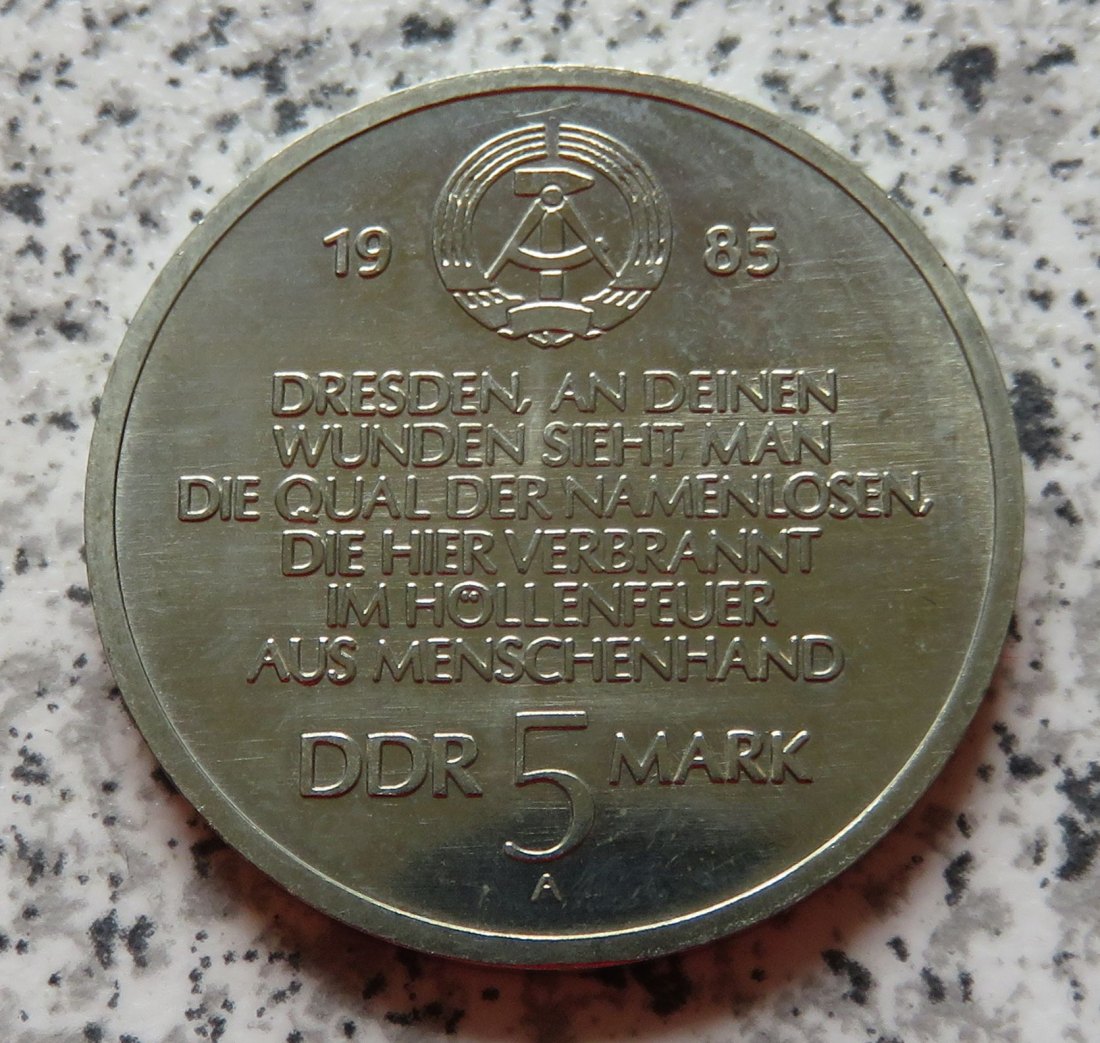 19 85
DRESDEN, AN DEINEN
WUNDEN SIEHT MAN
DIE QUAL DER NAMENLOSEN,
DIE HIER VERBRANNT
IM HÖLLENFEUER
AUS MENSCHENHAND
DDR 5 MARK
A